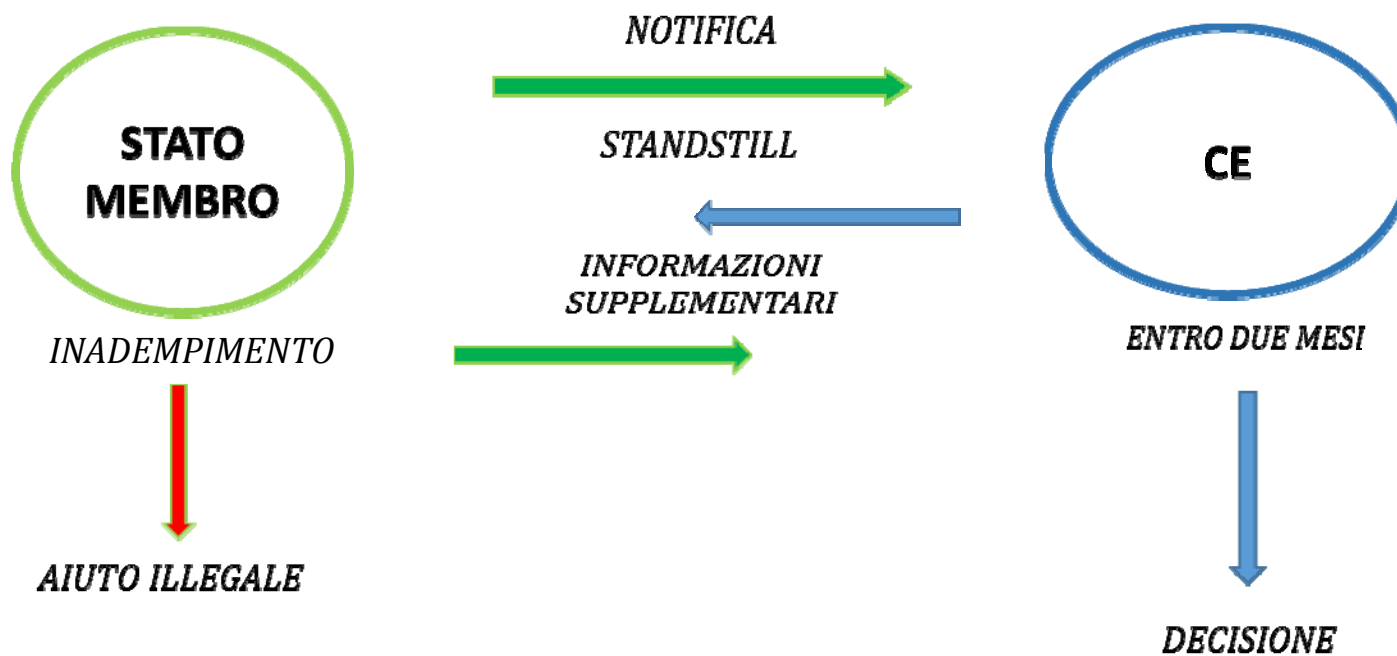 NOTIFICA
STATO
MEMBRO
STANDSTILL
CE
INFORMAZIONI
SUPPLEMENTARI
INADEMPIMENTO
ENTRO DUE MESI
AIUTO ILLEGALE
DECISIONE